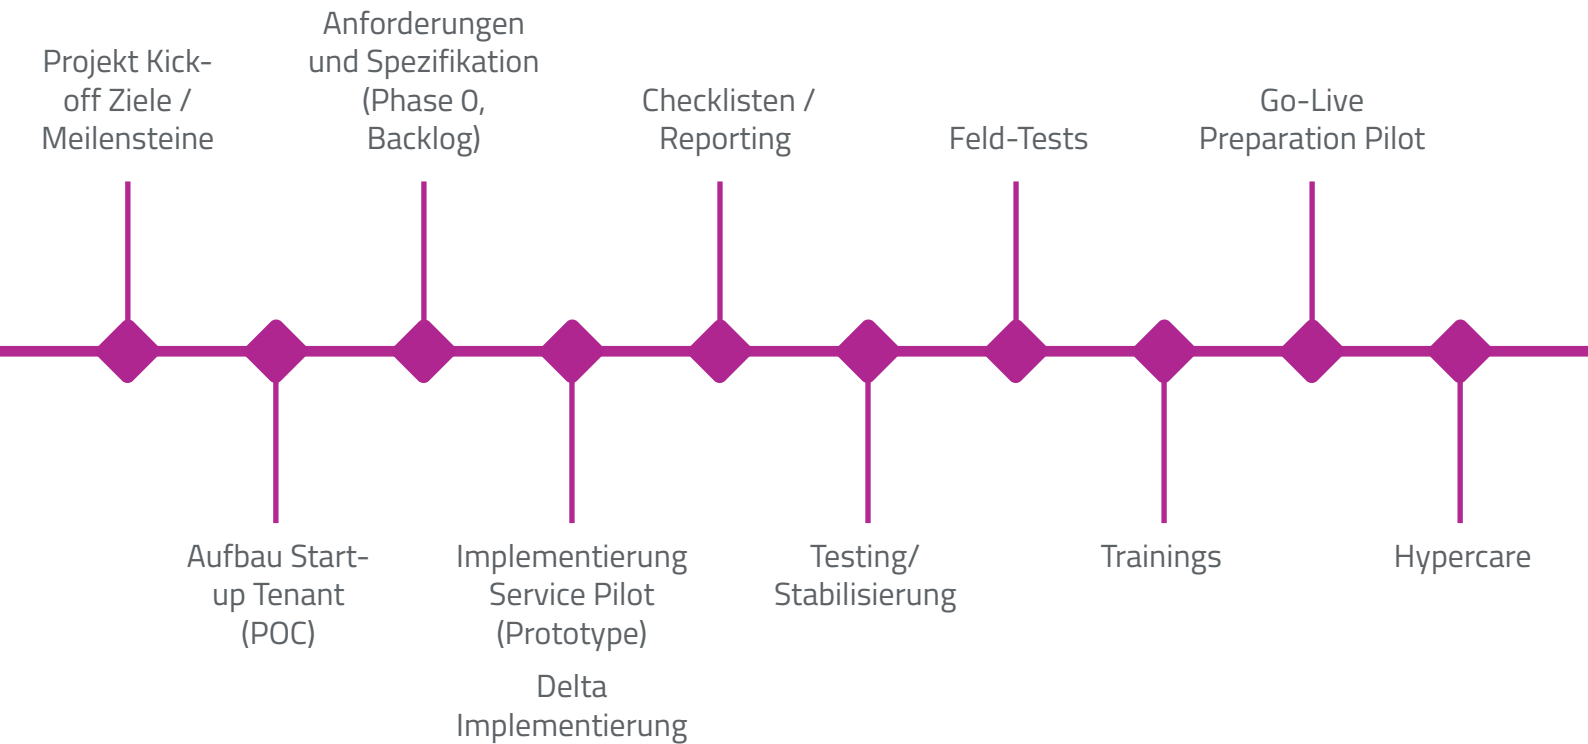 Projekt Kick-
off Ziele /
Meilensteine
Aufbau Start-
up Tenant
(POC)
Anforderungen
und Spezifikation
(Phase 0,
Backlog)
Implementierung
Service Pilot
(Prototype)
Delta
Implementierung
Checklisten /
Reporting
Testing/
Stabilisierung
Feld-Tests
Trainings
Go-Live
Preparation Pilot
Hypercare